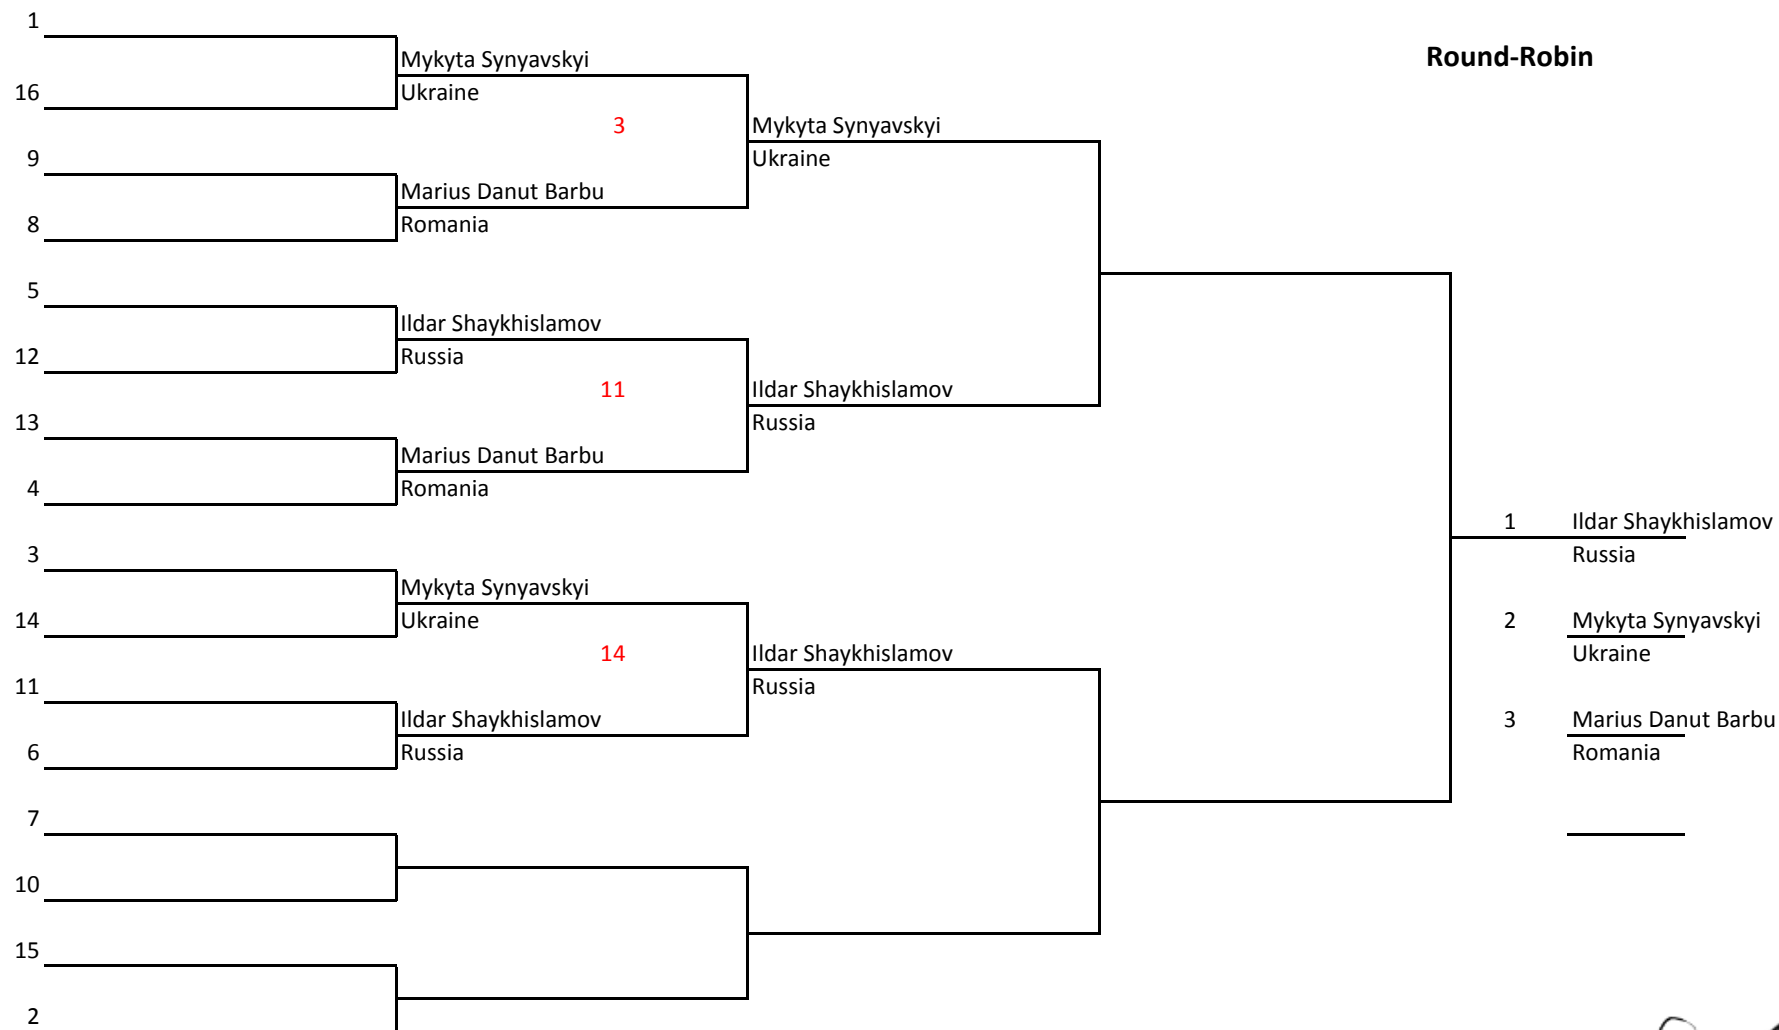 Round-Robin
1
Mykyta Synyavskyi
16
Ukraine
3
Mykyta Synyavskyi
9
Ukraine
Marius Danut Barbu
8
Romania
5
Ildar Shaykhislamov
12
Russia
11
Ildar Shaykhislamov
13
Russia
Marius Danut Barbu
4
Romania
1
Ildar Shaykhislamov
Russia
3
Mykyta Synyavskyi
14
Ukraine
2
Mykyta Synyavskyi
Ukraine
14
Ildar Shaykhislamov
11
Russia
Ildar Shaykhislamov
3
Marius Danut Barbu
6
Russia
Romania
7
10
15
2